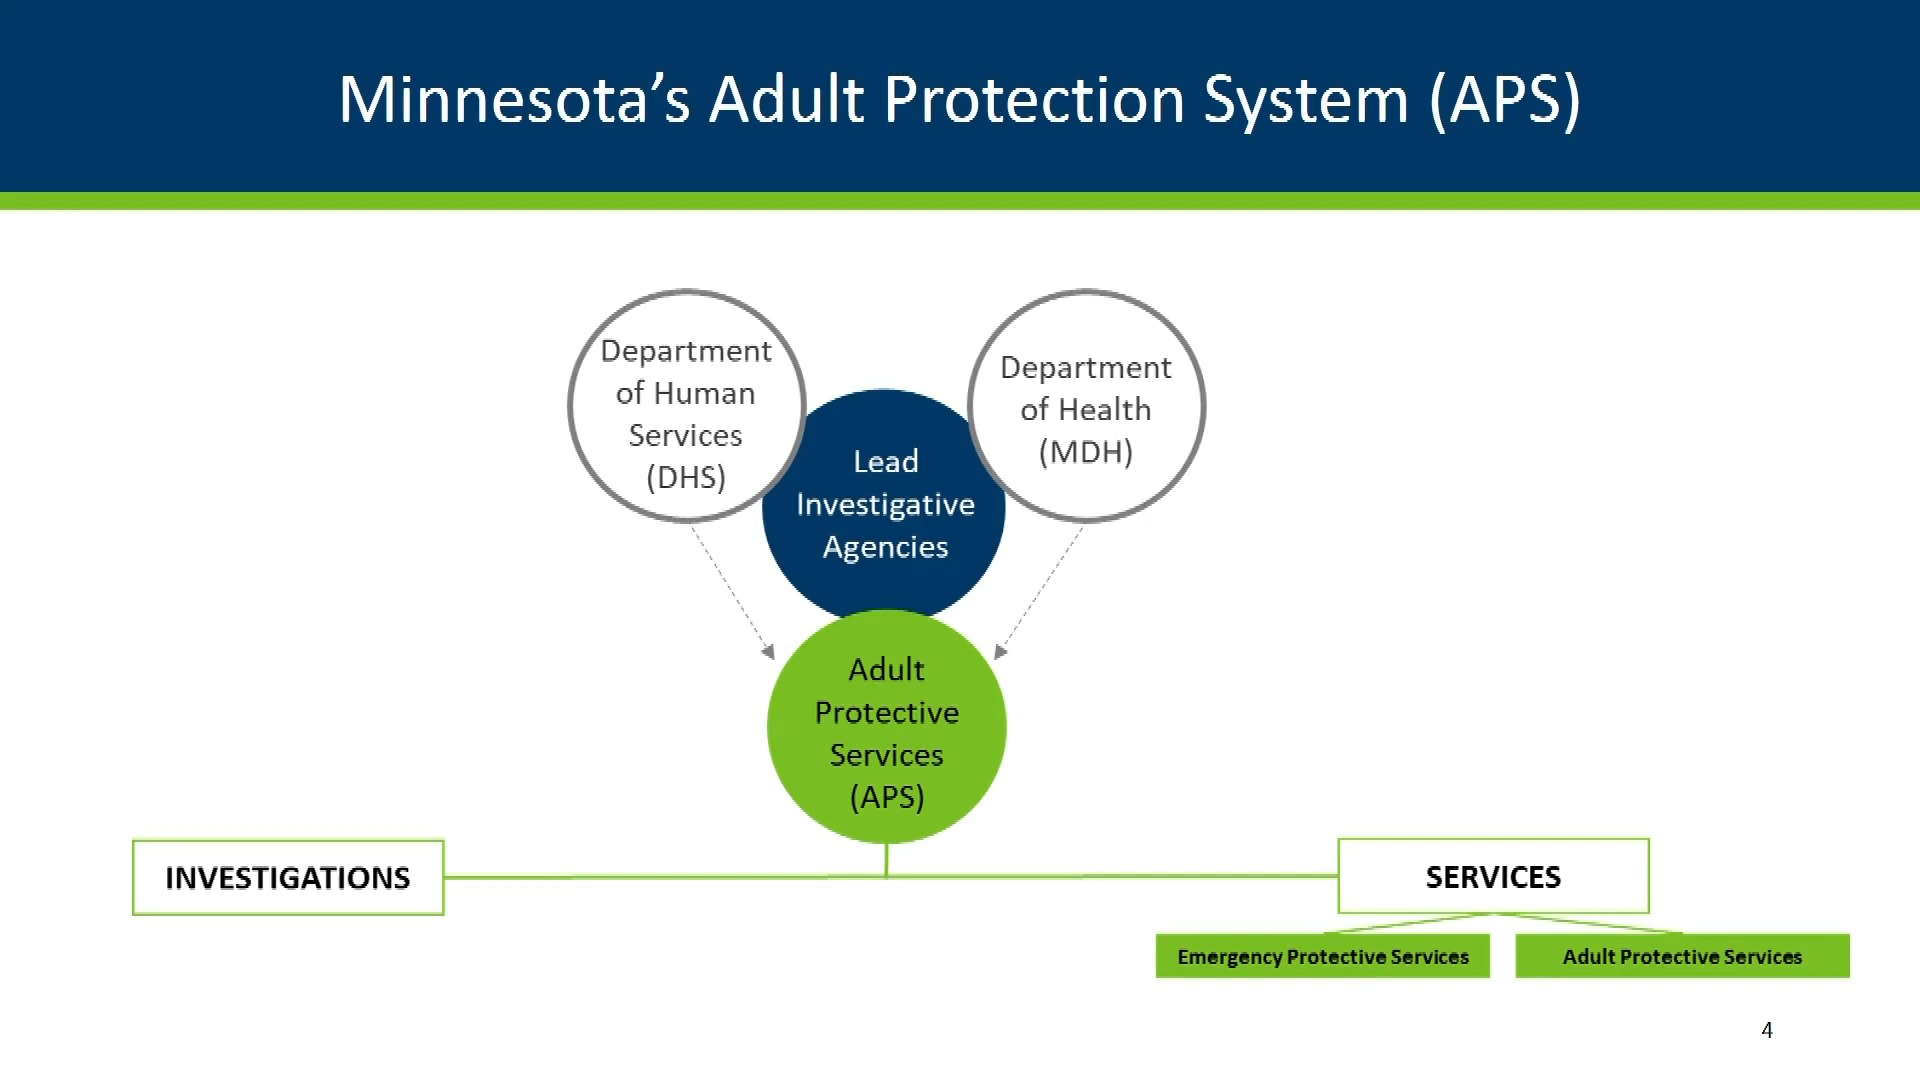 Minnesota’s Adult Protection System (APS)
Department
of Human
Services
(DHS)
Department
of Health
(MDH)
Lead
Investigative
Agencies
Adult
Protective
Services
(APS)
INVESTIGATIONS
SERVICES
Emergency Protective Services
Adult Protective Services
4